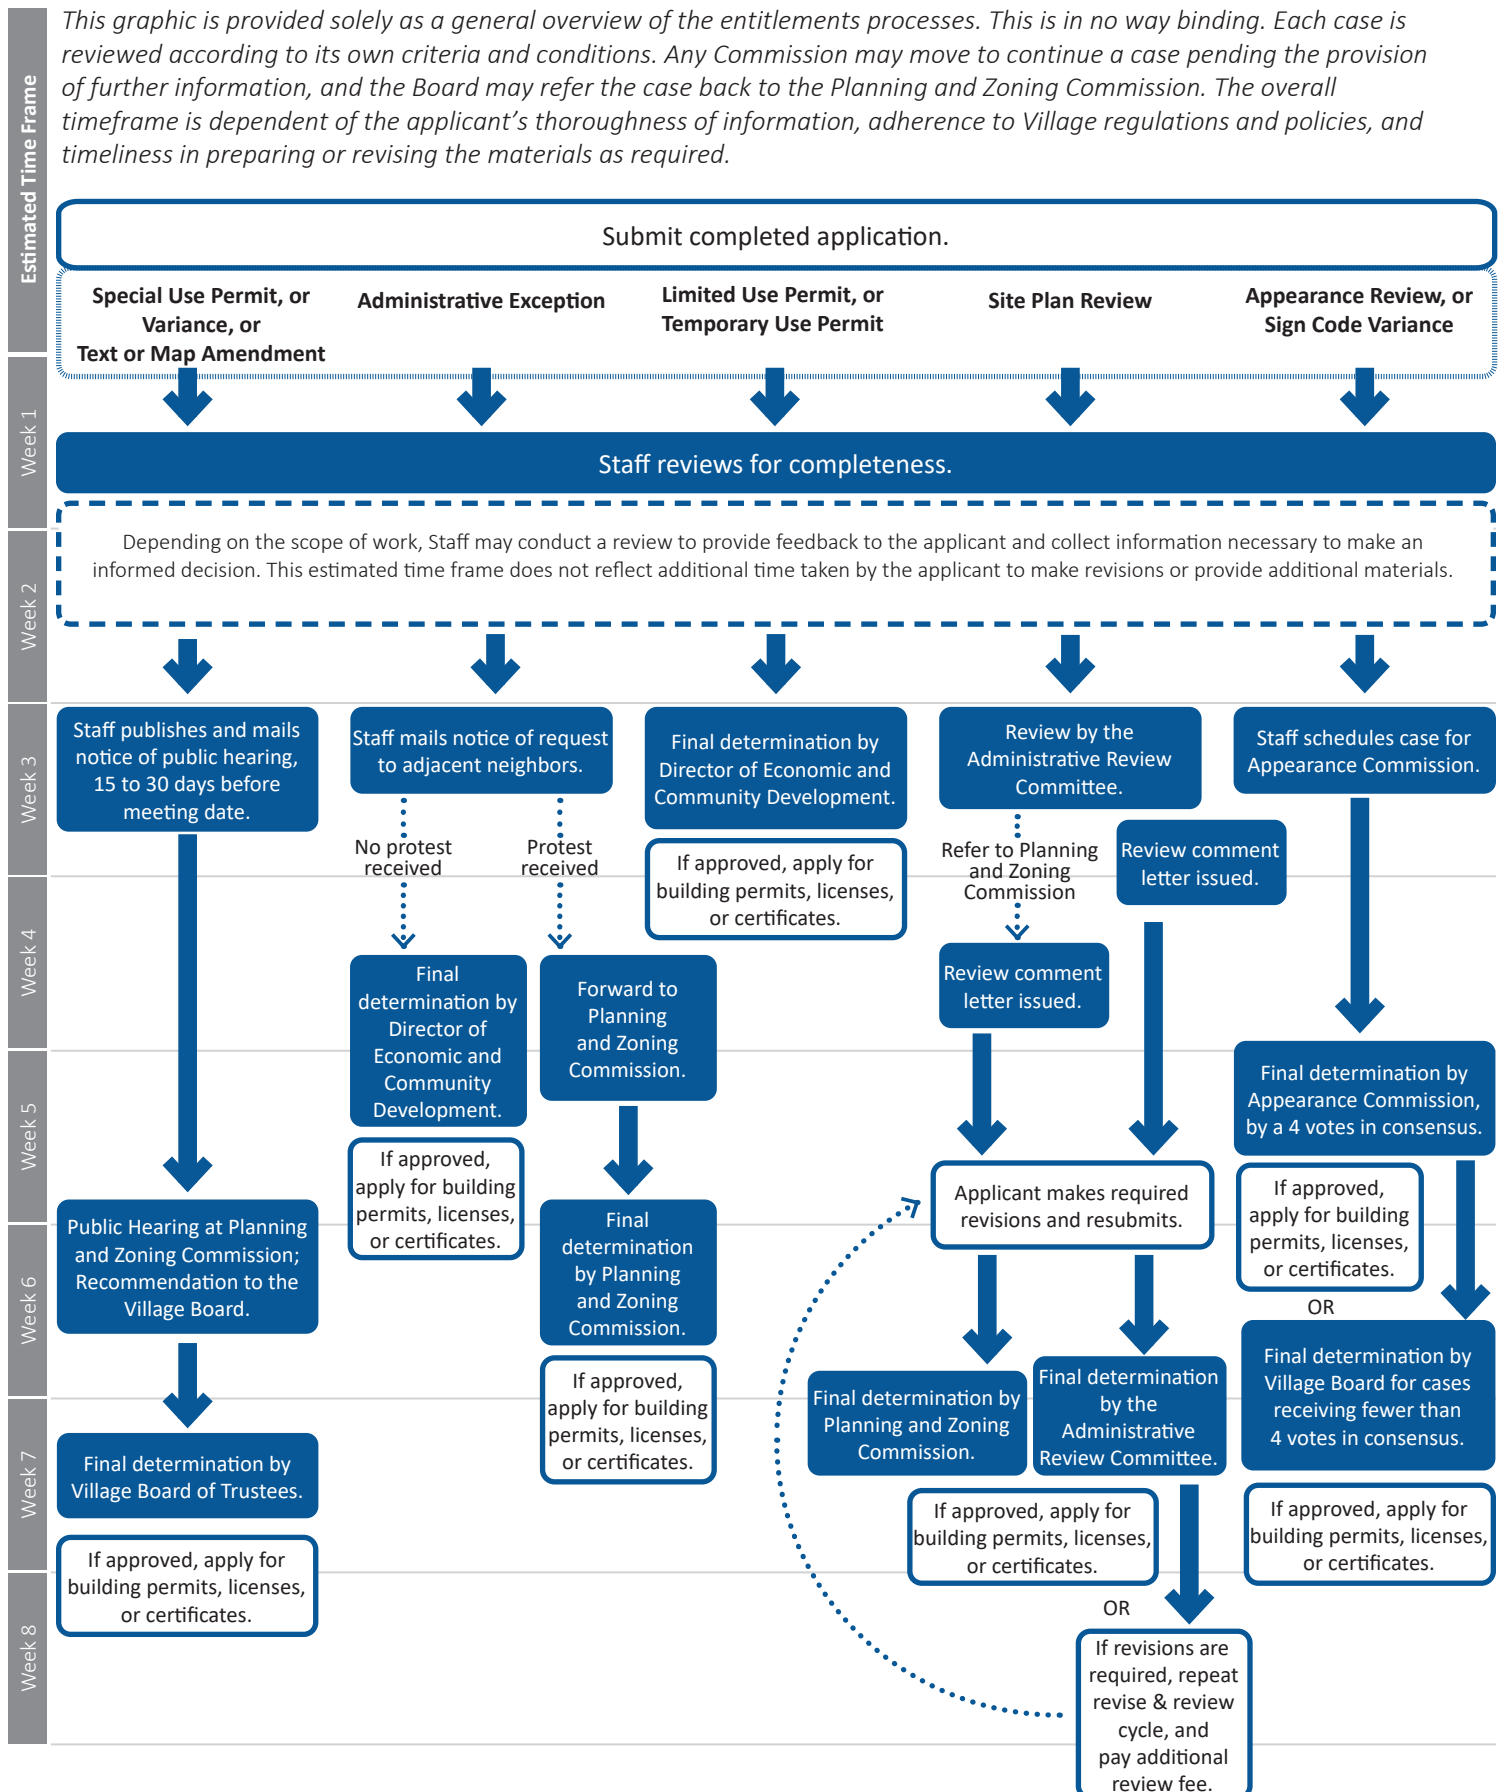 This graphic is provided solely as a general overview of the entitlements processes. This is in no way binding. Each case is
reviewed according to its own criteria and conditions. Any Commission may move to continue a case pending the provision
of further information, and the Board may refer the case back to the Planning and Zoning Commission. The overall
timeframe is dependent of the applicant’s thoroughness of information, adherence to Village regulations and policies, and
timeliness in preparing or revising the materials as required.
Estimated Time Frame
Submit completed application.
Special Use Permit, or
Variance, or
Text or Map Amendment
Administrative Exception
Limited Use Permit, or
Temporary Use Permit
Site Plan Review
Appearance Review, or
Sign Code Variance
Week 1
Staff reviews for completeness.
Week 2
Depending on the scope of work, Staff may conduct a review to provide feedback to the applicant and collect information necessary to make an
informed decision. This estimated time frame does not reflect additional time taken by the applicant to make revisions or provide additional materials.
Week 3
Staff publishes and mails
notice of public hearing,
15 to 30 days before
meeting date.
Staff mails notice of request
to adjacent neighbors.
No protest
received
Protest
received
Final determination by
Director of Economic and
Community Development.
If approved, apply for
building permits, licenses,
or certificates.
Review by the
Administrative Review
Committee.
Refer to Planning
and Zoning
Commission
Review comment
letter issued.
Staff schedules case for
Appearance Commission.
Week 4
Final
determination by
Director of
Economic and
Community
Development.
Forward to
Planning
and Zoning
Commission.
Review comment
letter issued.
Week 5
If approved,
apply for building
permits, licenses,
or certificates.
Applicant makes required
revisions and resubmits.
Final determination by
Appearance Commission,
by a 4 votes in consensus.
If approved,
apply for building
permits, licenses,
or certificates.
OR
Week 6
Public Hearing at Planning
and Zoning Commission;
Recommendation to the
Village Board.
Final
determination
by Planning
and Zoning
Commission.
If approved,
apply for building
permits, licenses,
or certificates.
Final determination by
Planning and Zoning
Commission.
Final determination
by the
Administrative
Review Committee.
Final determination by
Village Board for cases
receiving fewer than
4 votes in consensus.
Week 7
Final determination by
Village Board of Trustees.
If approved, apply for
building permits, licenses,
or certificates.
If approved, apply for
building permits, licenses,
or certificates.
If approved, apply for
building permits, licenses,
or certificates.
Week 8
OR
If revisions are
required, repeat
revise & review
cycle, and
pay additional
review fee.